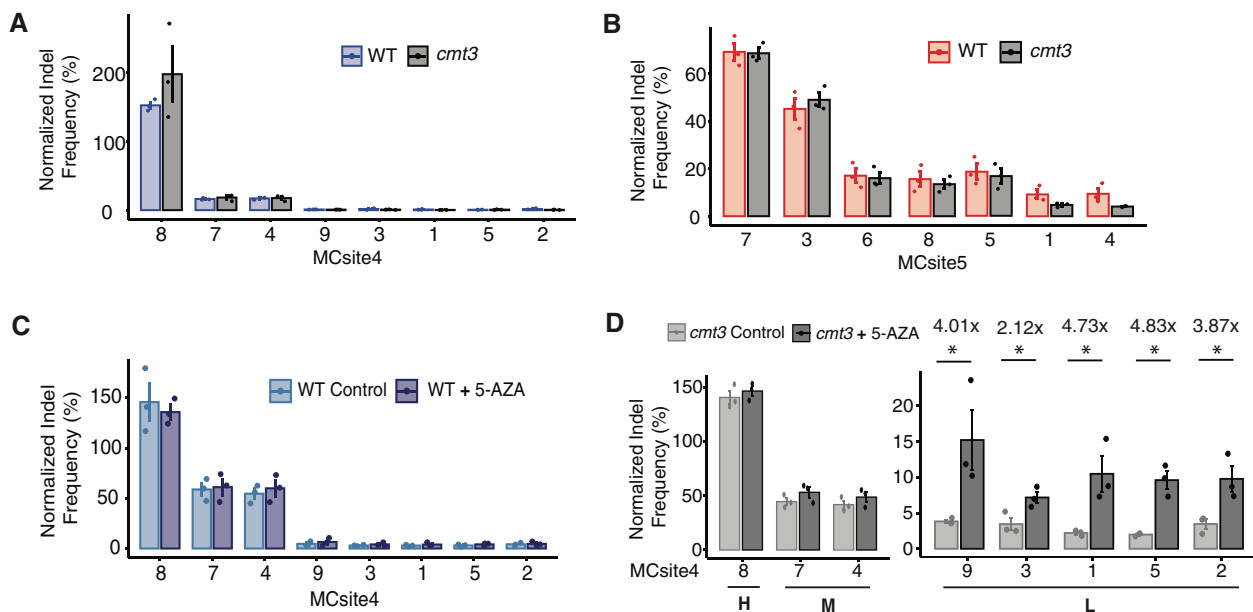 A
Normalized Indel
Frequency (%)
WT cmt3
200
100
0
8 7 4 9 3 1 5 2
MCsite4
B
Normalized Indel
Frequency (%)
WT cmt3
60
40
20
0
7 3 6 8 5 1 4
MCsite5
C
Normalized Indel
Frequency (%)
WT Control WT + 5-AZA
150
100
50
0
8 7 4 9 3 1 5 2
MCsite4
D
cmt3 Control cmt3 + 5-AZA
4.01x 2.12x 4.73x 4.83x 3.87x
* * * * *
Normalized Indel
Frequency (%)
150
100
50
0
25
20
15
10
5
0
MCsite4 8 7 4 9 3 1 5 2
H M L